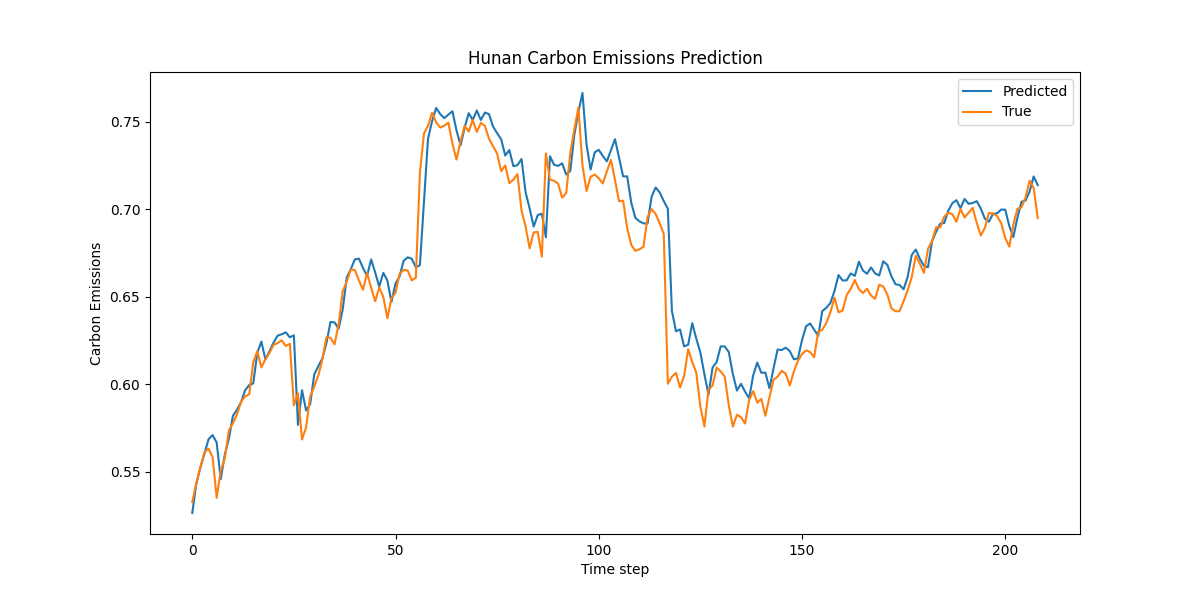 Hunan Carbon Emissions Prediction
Predicted
True
Carbon Emissions
0.75
0.70
0.65
0.60
0.55
0 50 100 150 200
Time step